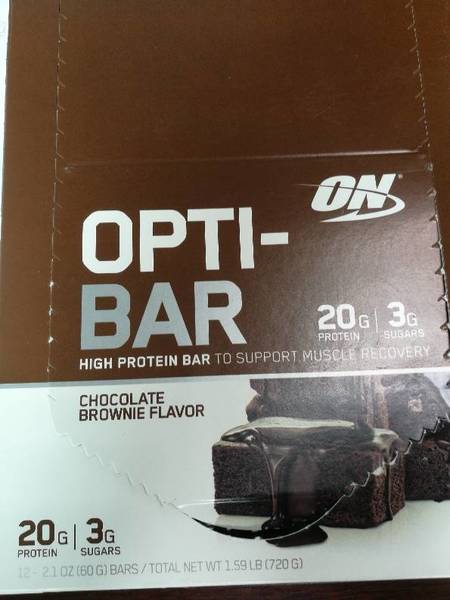 ON
OPTI-
BAR
20G | 3G
PROTEIN SUGARS
HIGH PROTEIN BAR TO SUPPORT MUSCLE RECOVERY
CHOCOLATE
BROWNIE FLAVOR
20G | 3G
PROTEIN SUGARS
12 - 2.1 OZ (60 G) BARS / TOTAL NET WT 1.59 LB (720 G)